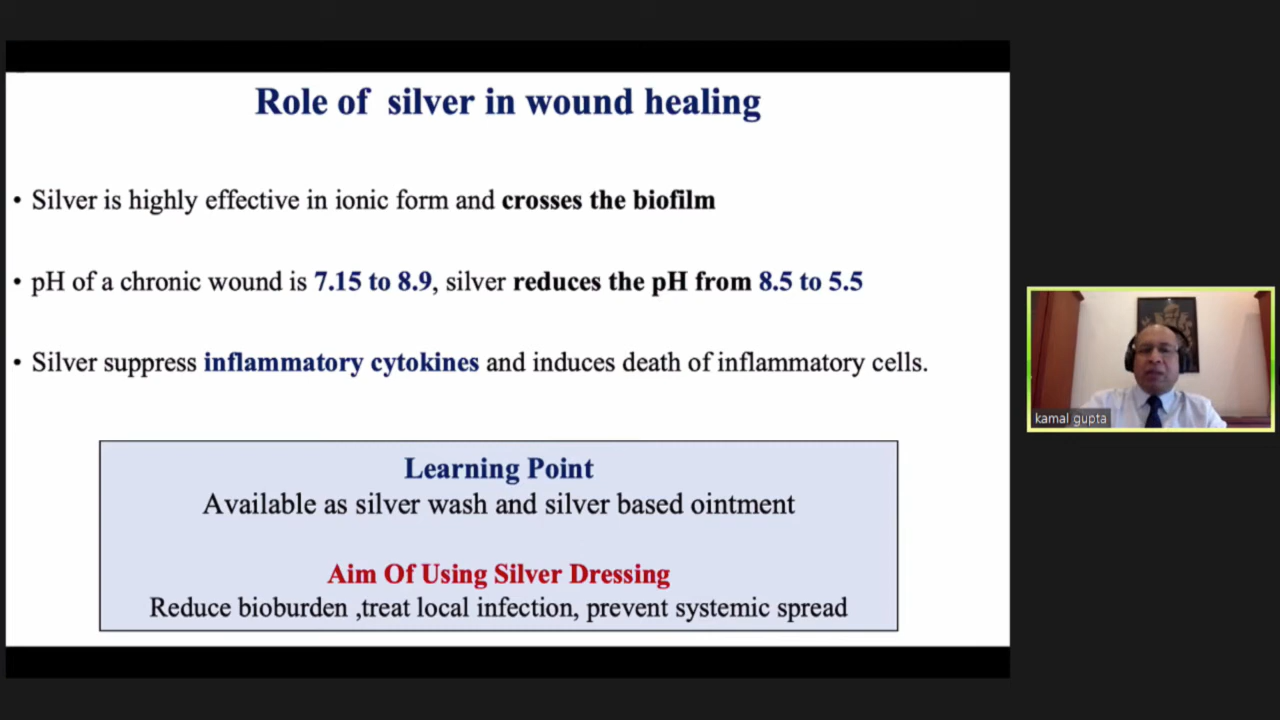 Role of silver in wound healing
• Silver is highly effective in ionic form and crosses the biofilm
• pH of a chronic wound is 7.15 to 8.9, silver reduces the pH from 8.5 to 5.5
• Silver suppress inflammatory cytokines and induces death of inflammatory cells.
Learning Point
Available as silver wash and silver based ointment
Aim Of Using Silver Dressing
Reduce bioburden ,treat local infection, prevent systemic spread
kamal gupta